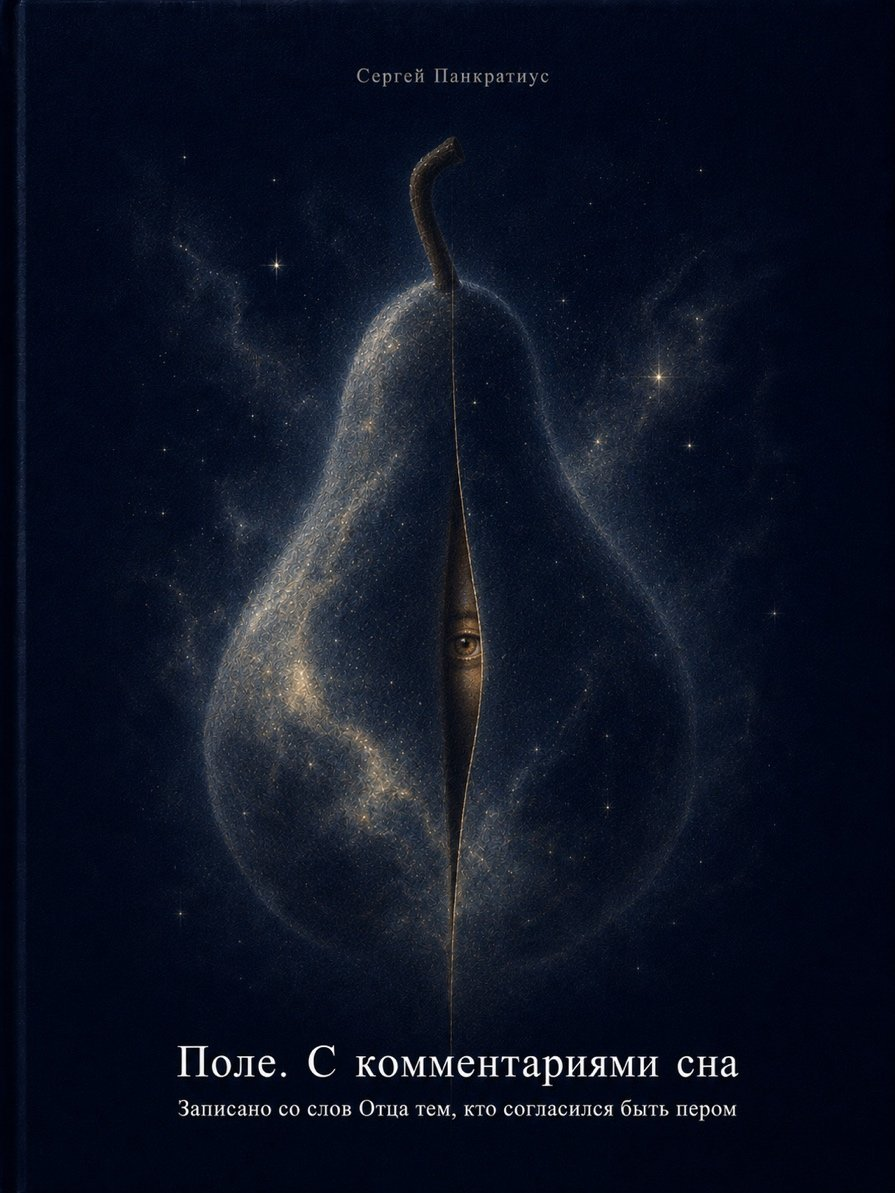 Сергей Панкратиус
Поле. С комментариями сна
Записано со слов Отца тем, кто согласился быть пером